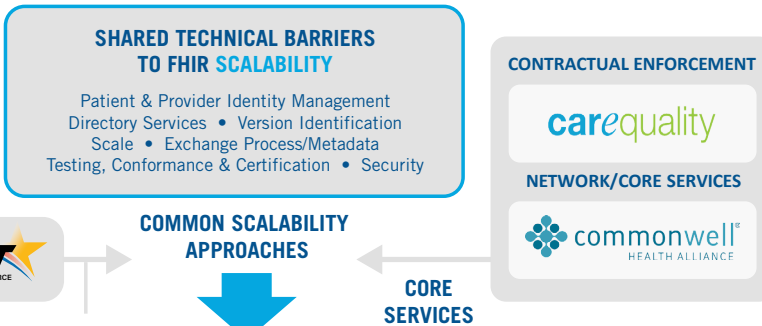 SHARED TECHNICAL BARRIERS
TO FHIR SCALABILITY
Patient & Provider Identity Management
Directory Services • Version Identification
Scale • Exchange Process/Metadata
Testing, Conformance & Certification • Security
CONTRACTUAL ENFORCEMENT
carequality
NETWORK/CORE SERVICES
commonwell
HEALTH ALLIANCE
COMMON SCALABILITY
APPROACHES
CORE
SERVICES